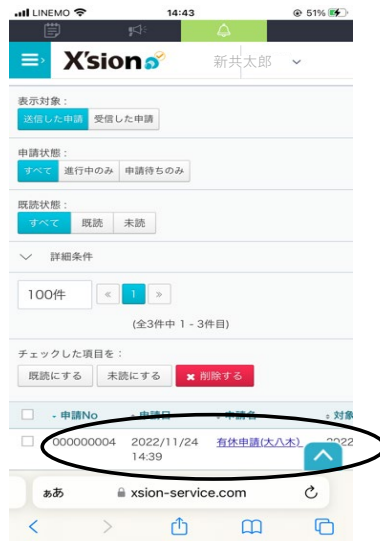 LINEMO 14:43 51%
X'sion 新共太郎
表示対象：
送信した申請 受信した申請
申請状態：
すべて 進行中のみ 申請待ちのみ
既読状態：
すべて 既読 未読
詳細条件
100件 « 1 »
(全3件中 1 - 3件目)
チェックした項目を：
既読にする 未読にする ✖ 削除する
申請No 申請日 申請名 対象
000000004 2022/11/24 有休申請(大八木) 2022
14:39
ぁあ xsion-service.com